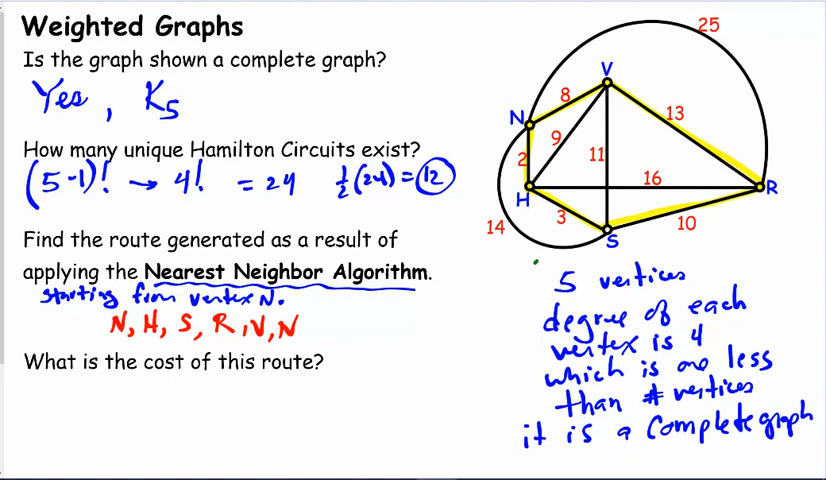 Weighted Graphs
Is the graph shown a complete graph?
Yes , K5
How many unique Hamilton Circuits exist?
(5-1)! → 4! = 24 ½(24) = 12
Find the route generated as a result of
applying the Nearest Neighbor Algorithm.
starting from vertex N.
N, H, S, R, V, N
What is the cost of this route?
25
V
8
13
N
9
2
11
16
H
R
3
14
10
S
5 vertices
degree of each
vertex is 4
which is one less
than # vertices
it is a complete graph